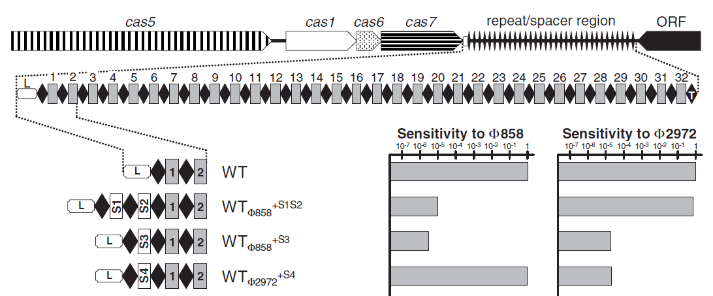 cas5 cas1 cas6 cas7 repeat/spacer region ORF
L 1 2 3 4 5 6 7 8 9 10 11 12 13 14 15 16 17 18 19 20 21 22 23 24 25 26 27 28 29 30 31 32 T
Sensitivity to Φ858 Sensitivity to Φ2972
10-7 10-6 10-5 10-4 10-3 10-2 10-1 1 10-7 10-6 10-5 10-4 10-3 10-2 10-1 1
L 1 2 WT
L S1 S2 1 2 WTΦ858+S1S2
L S3 1 2 WTΦ858+S3
L S4 1 2 WTΦ2972+S4